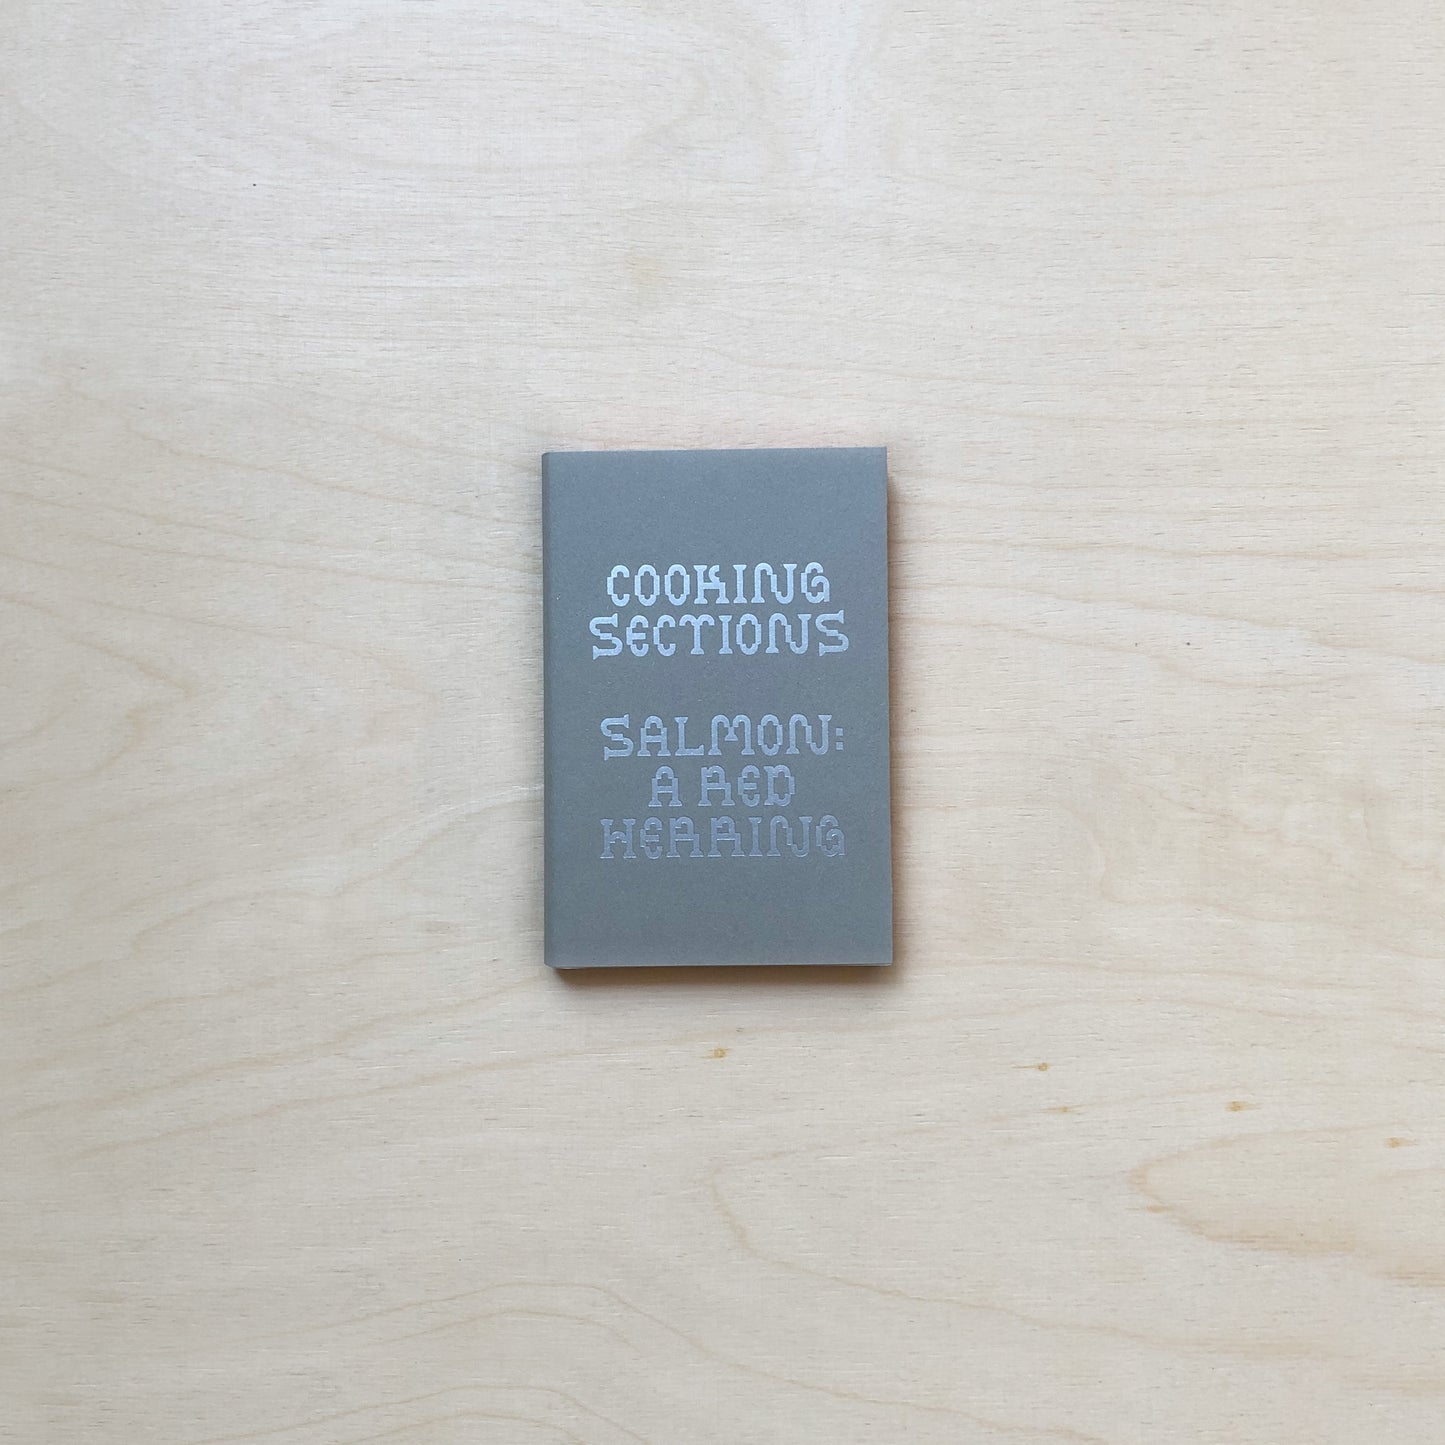 COOKING
SECTIONS
SALMON:
A RED
HERRING